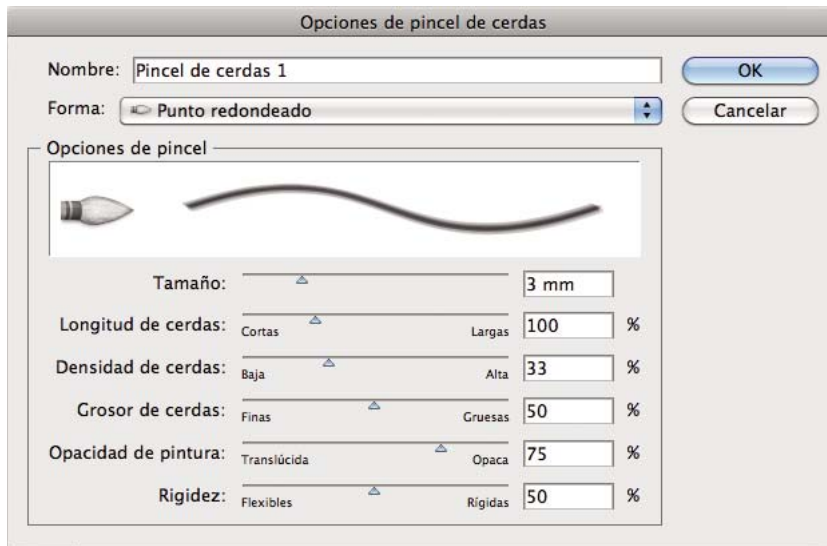 Opciones de pincel de cerdas
Nombre: Pincel de cerdas 1
OK
Forma: Punto redondeado
Cancelar
Opciones de pincel
Tamaño: 3 mm
Longitud de cerdas: Cortas Largas 100 %
Densidad de cerdas: Baja Alta 33 %
Grosor de cerdas: Finas Gruesas 50 %
Opacidad de pintura: Translúcida Opaca 75 %
Rigidez: Flexibles Rígidas 50 %